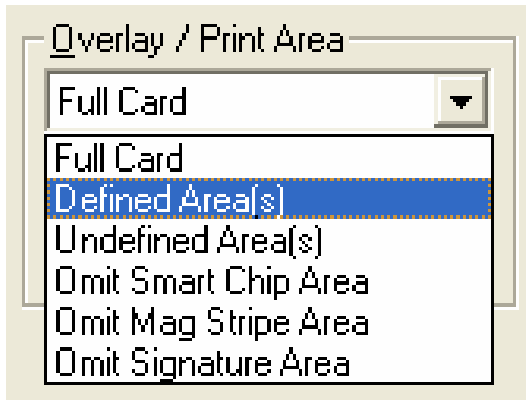 Overlay / Print Area
Full Card
Full Card
Defined Area(s)
Undefined Area(s)
Omit Smart Chip Area
Omit Mag Stripe Area
Omit Signature Area